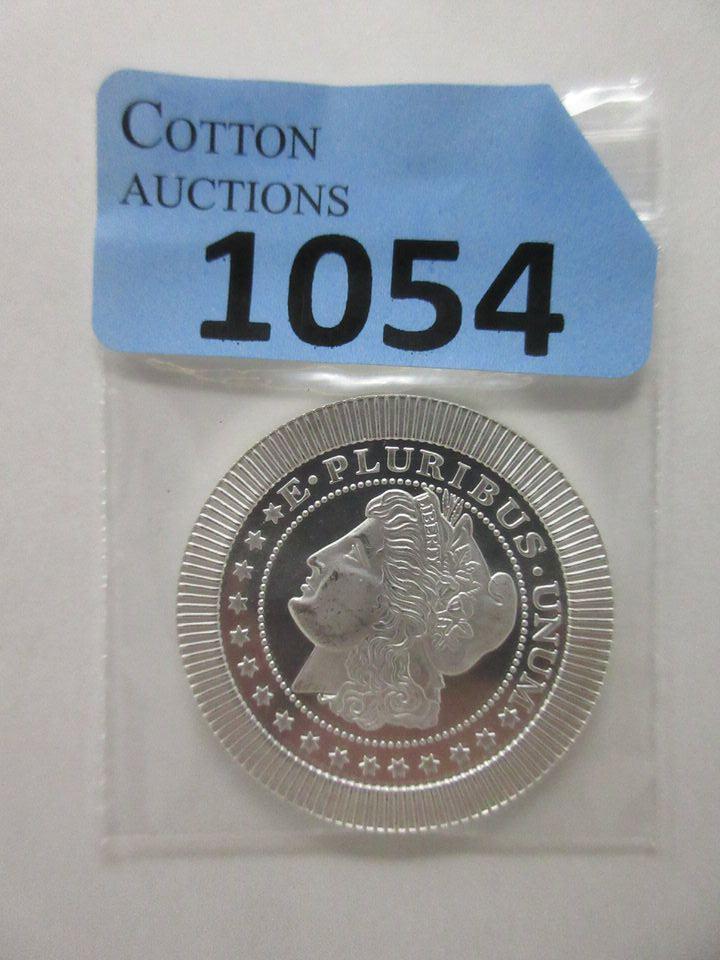 COTTON
AUCTIONS
1054
E·PLURIBUS·UNUM
LIBERTY